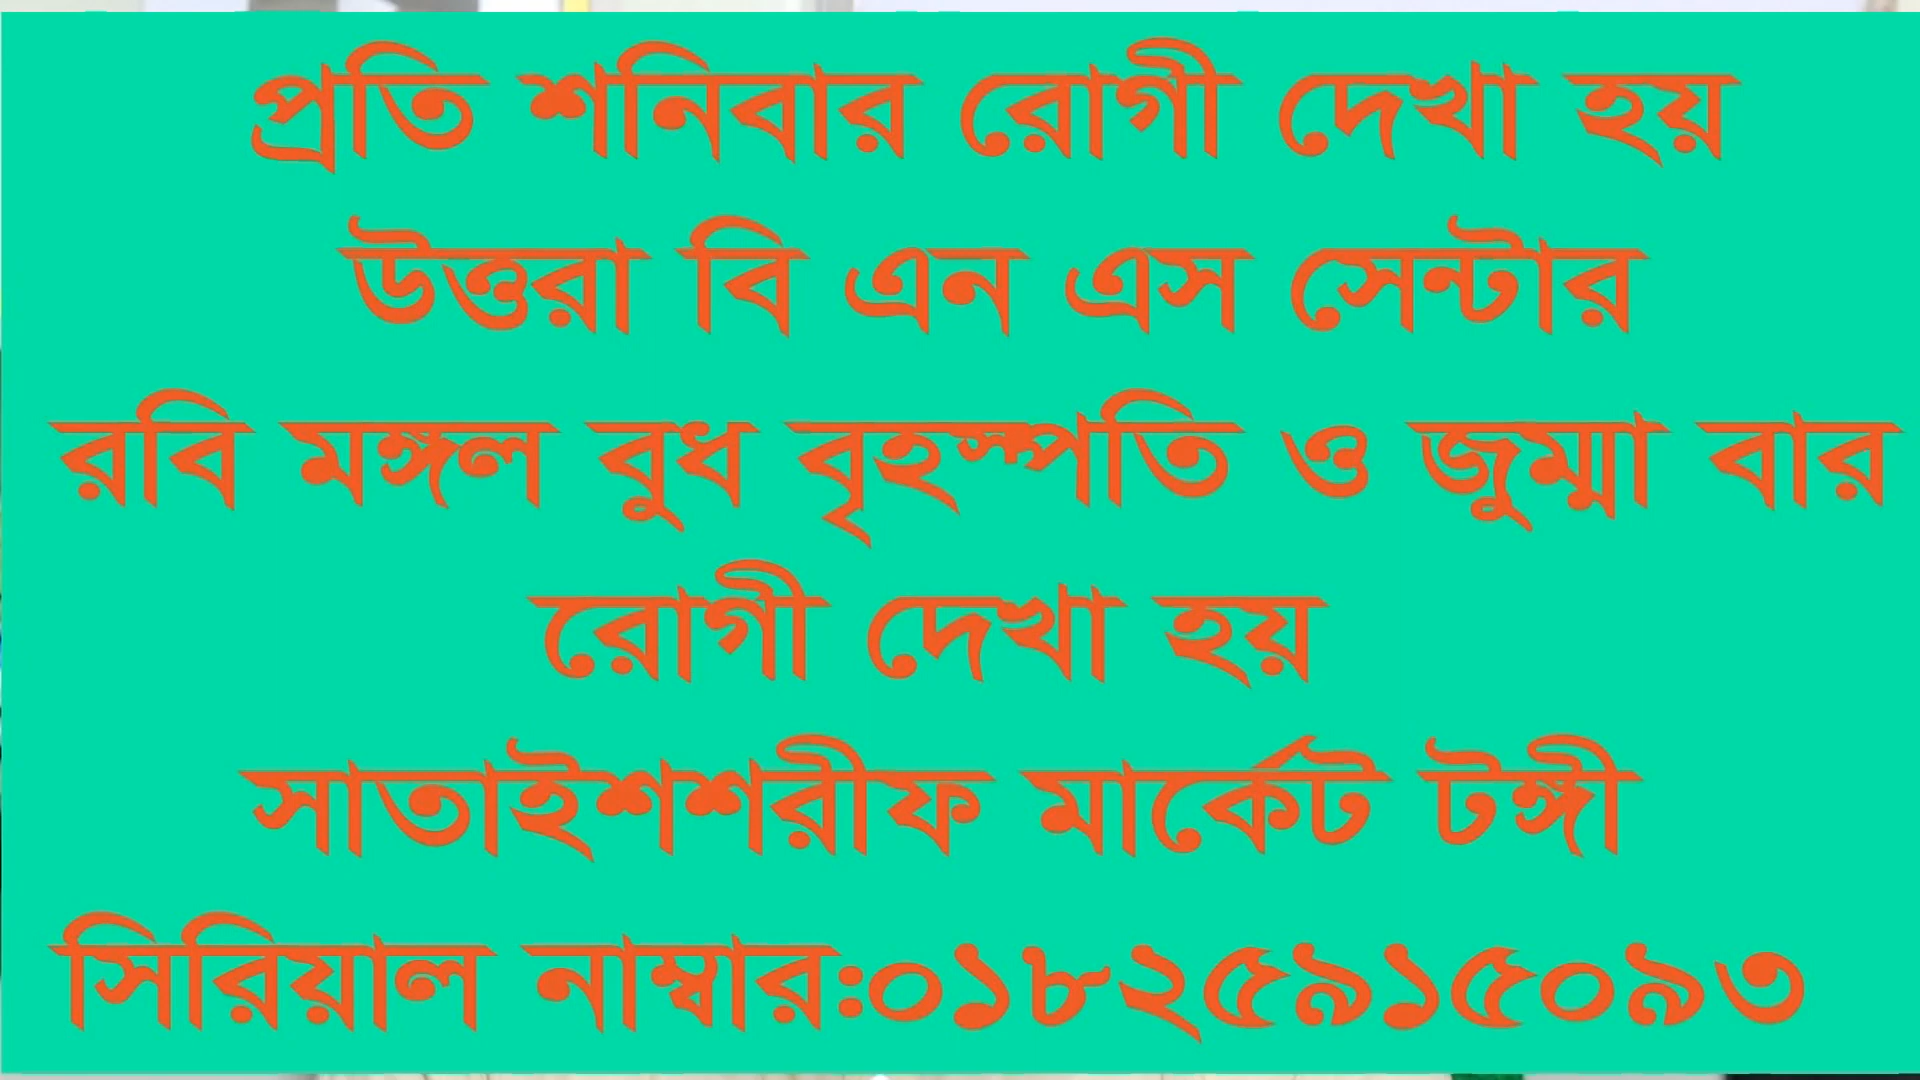 প্রতি শনিবার রোগী দেখা হয়
উত্তরা বি এন এস সেন্টার
রবি মঙ্গল বুধ বৃহস্পতি ও জুম্মা বার
রোগী দেখা হয়
সাতাইশশরীফ মার্কেট টঙ্গী
সিরিয়াল নাম্বার:০১৮২৫৯১৫০৯৩